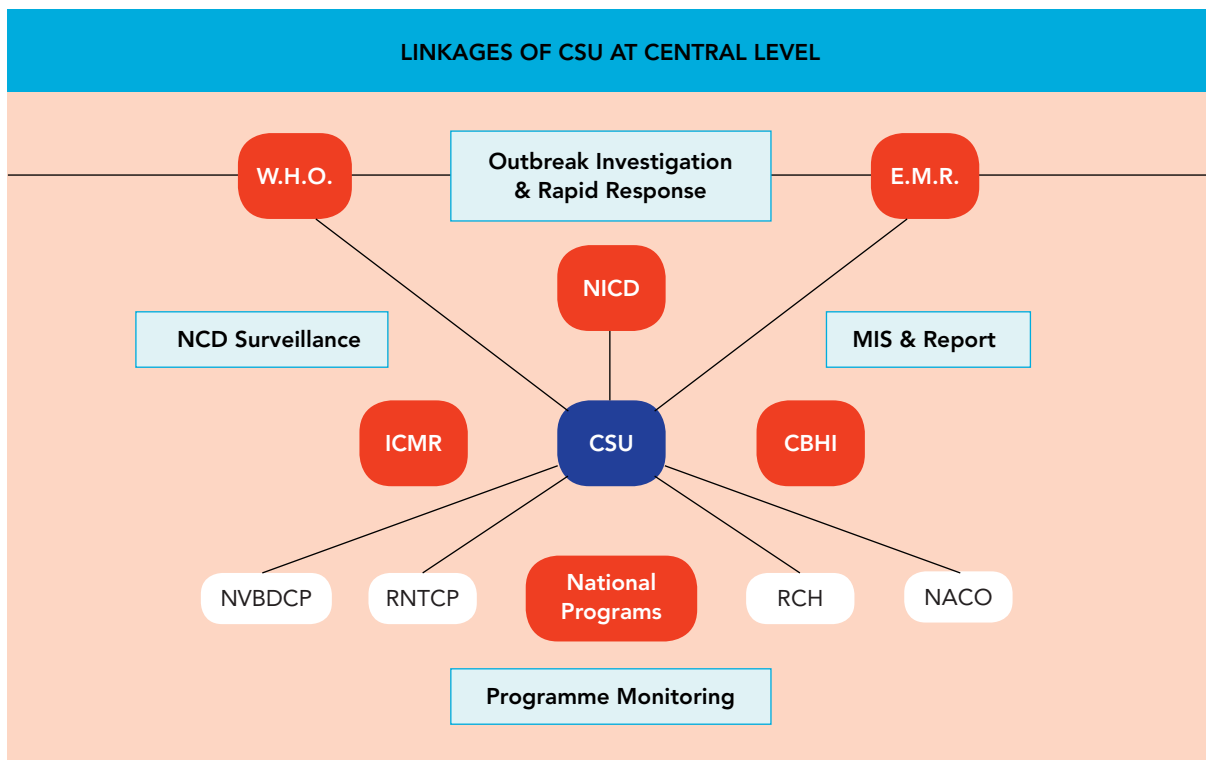 LINKAGES OF CSU AT CENTRAL LEVEL
W.H.O.
Outbreak Investigation
& Rapid Response
E.M.R.
NICD
NCD Surveillance
MIS & Report
ICMR
CSU
CBHI
NVBDCP
RNTCP
National
Programs
RCH
NACO
Programme Monitoring